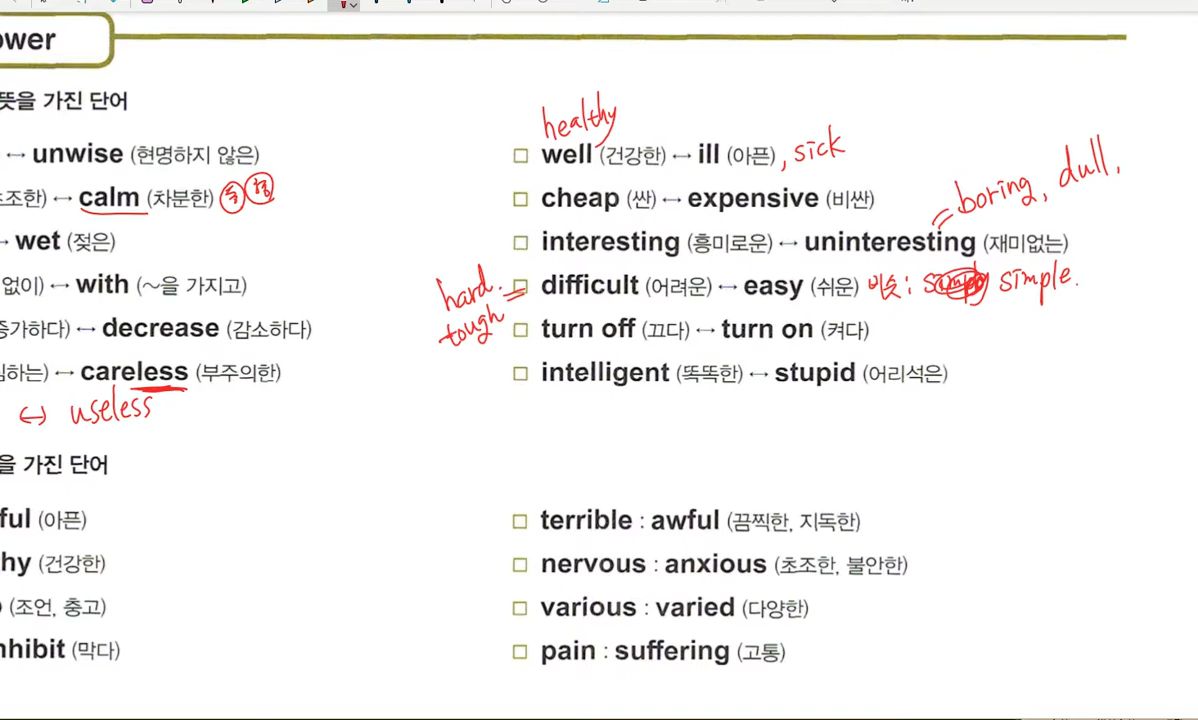 ower
뜻을 가진 단어
↔ unwise (현명하지 않은)
초조한) ↔ calm (차분한)
→ wet (젖은)
없이) ↔ with (~을 가지고)
증가하다) ↔ decrease (감소하다)
심하는) ↔ careless (부주의한)
↔ useless
healthy
□ well (건강한) ↔ ill (아픈), sick
□ cheap (싼) ↔ expensive (비싼)
= boring, dull,
□ interesting (흥미로운) ↔ uninteresting (재미없는)
hard.
tough =
□ difficult (어려운) ↔ easy (쉬운) 비슷: simple.
□ turn off (끄다) ↔ turn on (켜다)
□ intelligent (똑똑한) ↔ stupid (어리석은)
을 가진 단어
ful (아픈)
thy (건강한)
(조언, 충고)
nhibit (막다)
□ terrible : awful (끔찍한, 지독한)
□ nervous : anxious (초조한, 불안한)
□ various : varied (다양한)
□ pain : suffering (고통)